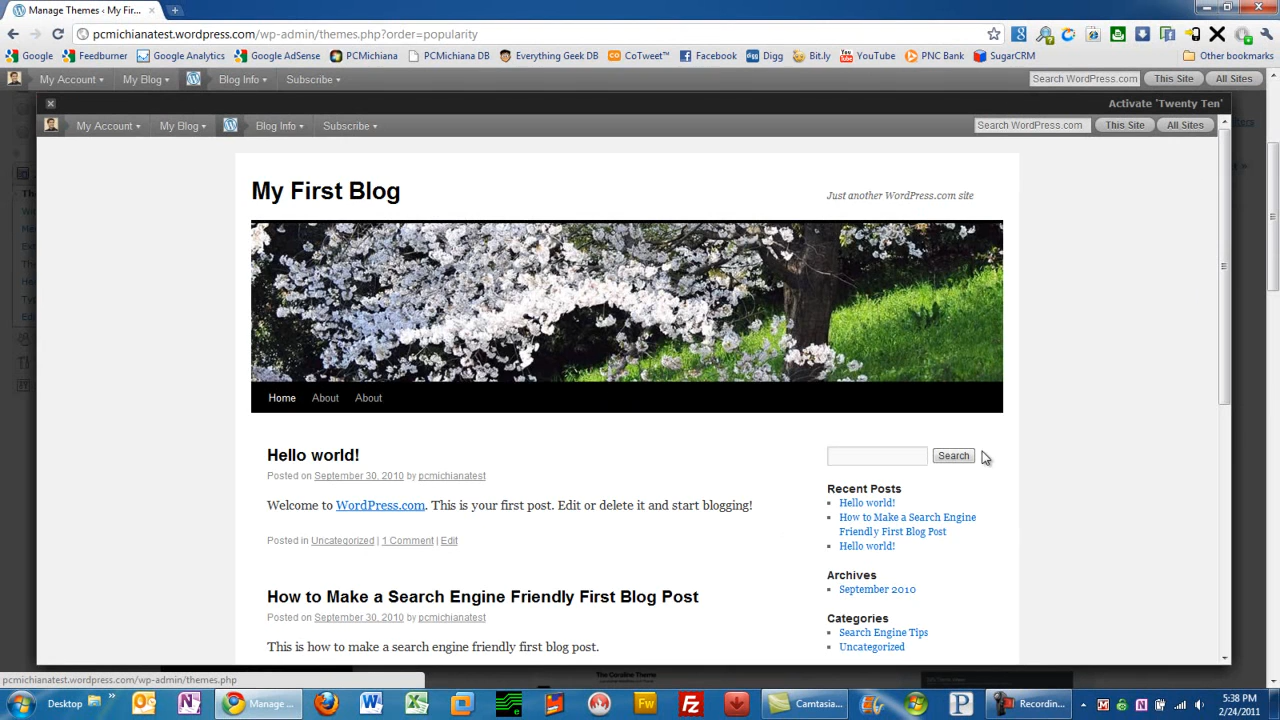 Manage Themes ‹ My Fir...
pcmichianatest.wordpress.com/wp-admin/themes.php?order=popularity
Google Feedburner Google Analytics Google AdSense PCMichiana PCMichiana DB Everything Geek DB CoTweet™ Facebook Digg Bit.ly YouTube PNC Bank SugarCRM Other bookmarks
My Account My Blog Blog Info Subscribe Search WordPress.com This Site All Sites
Activate 'Twenty Ten'
My Account My Blog Blog Info Subscribe Search WordPress.com This Site All Sites
My First Blog
Just another WordPress.com site
Home About About
Hello world!
Posted on September 30, 2010 by pcmichianatest
Welcome to WordPress.com. This is your first post. Edit or delete it and start blogging!
Posted in Uncategorized | 1 Comment | Edit
How to Make a Search Engine Friendly First Blog Post
Posted on September 30, 2010 by pcmichianatest
This is how to make a search engine friendly first blog post.
Search
Recent Posts
Hello world!
How to Make a Search Engine
Friendly First Blog Post
Hello world!
Archives
September 2010
Categories
Search Engine Tips
Uncategorized
The Coraline Theme
pcmichianatest.wordpress.com/wp-admin/themes.php
Desktop Manage ... Camtasia... Recordin... 5:38 PM
2/24/2011